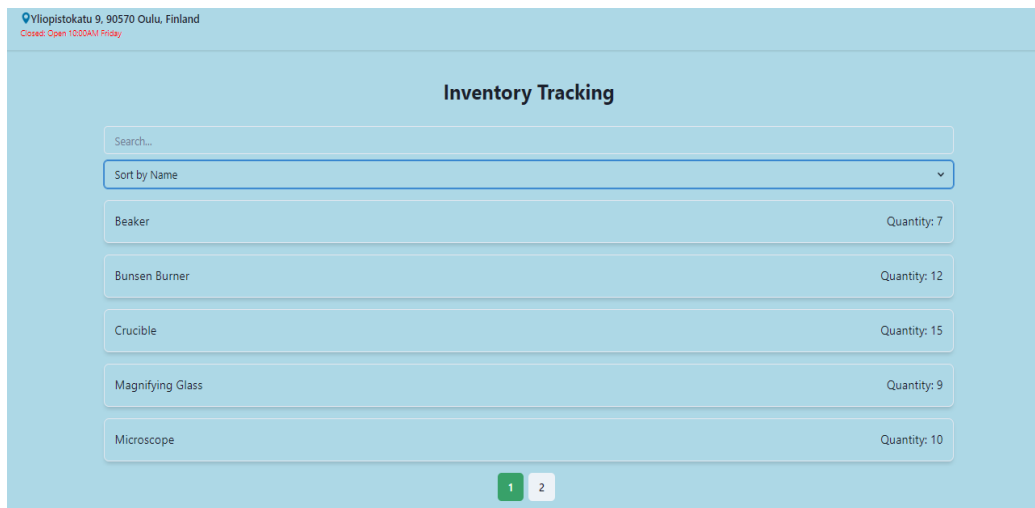 Yliopistokatu 9, 90570 Oulu, Finland
Closed: Open 10:00AM Friday
Inventory Tracking
Search...
Sort by Name
Beaker Quantity: 7
Bunsen Burner Quantity: 12
Crucible Quantity: 15
Magnifying Glass Quantity: 9
Microscope Quantity: 10
1 2